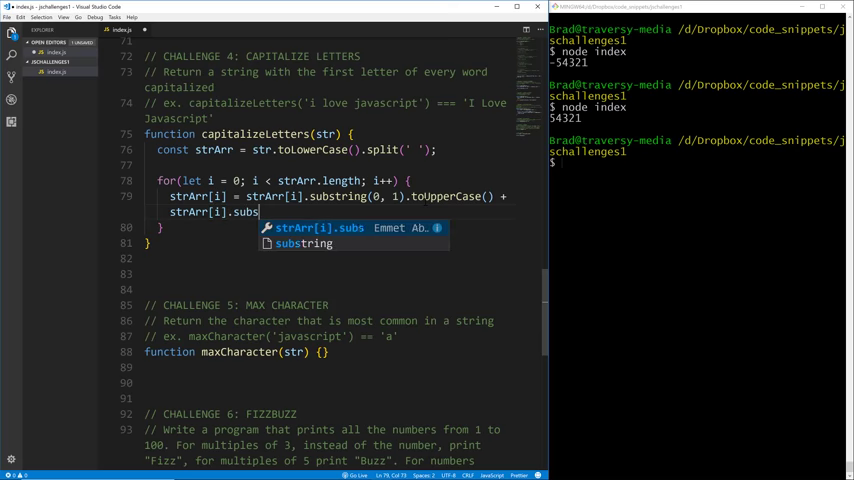 index.js - jschallenges1 - Visual Studio Code
File Edit Selection View Go Debug Tasks Help
EXPLORER
OPEN EDITORS 1 UNSAVED
index.js
JSCHALLENGES1
index.js
index.js
71
72 // CHALLENGE 4: CAPITALIZE LETTERS
73 // Return a string with the first letter of every word
capitalized
74 // ex. capitalizeLetters('i love javascript') === 'I Love
Javascript'
75 function capitalizeLetters(str) {
76 const strArr = str.toLowerCase().split(' ');
77
78 for(let i = 0; i < strArr.length; i++) {
79 strArr[i] = strArr[i].substring(0, 1).toUpperCase() +
strArr[i].subs
strArr[i].subs Emmet Ab…
substring
80 }
81 }
82
83
84
85 // CHALLENGE 5: MAX CHARACTER
86 // Return the character that is most common in a string
87 // ex. maxCharacter('javascript') == 'a'
88 function maxCharacter(str) {}
89
90
91
92 // CHALLENGE 6: FIZZBUZZ
93 // Write a program that prints all the numbers from 1 to
100. For multiples of 3, instead of the number, print
"Fizz", for multiples of 5 print "Buzz". For numbers
0 0 Go Live Ln 79, Col 73 Spaces: 2 UTF-8 CRLF JavaScript Prettier
MINGW64:/d/Dropbox/code_snippets/jschallenges1
Brad@traversy-media /d/Dropbox/code_snippets/j
schallenges1
$ node index
-54321
Brad@traversy-media /d/Dropbox/code_snippets/j
schallenges1
$ node index
54321
Brad@traversy-media /d/Dropbox/code_snippets/j
schallenges1
$